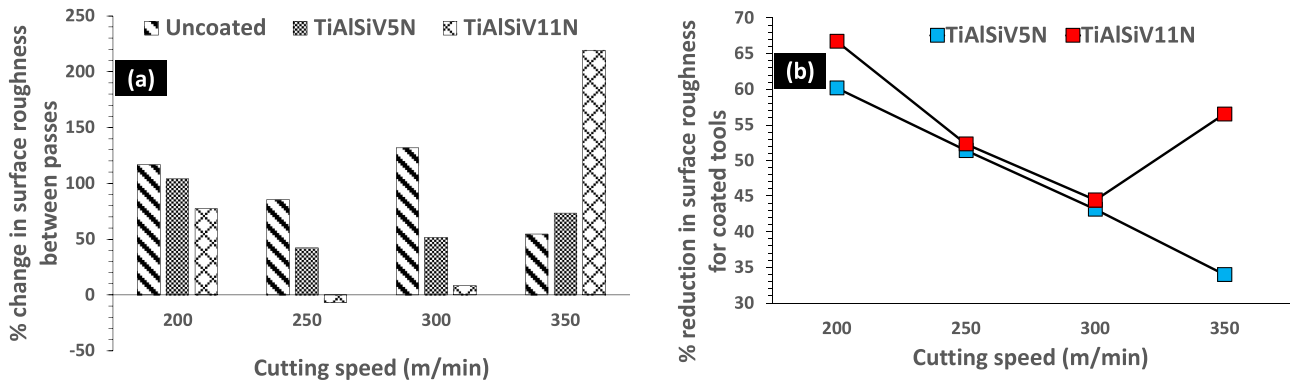 % change in surface roughness
between passes
250
200
150
100
50
0
-50
Uncoated TiAlSiV5N TiAlSiV11N
(a)
200 250 300 350
Cutting speed (m/min)
% reduction in surface roughness
for coated tools
70
65
60
55
50
45
40
35
30
TiAlSiV5N TiAlSiV11N
(b)
200 250 300 350
Cutting speed (m/min)